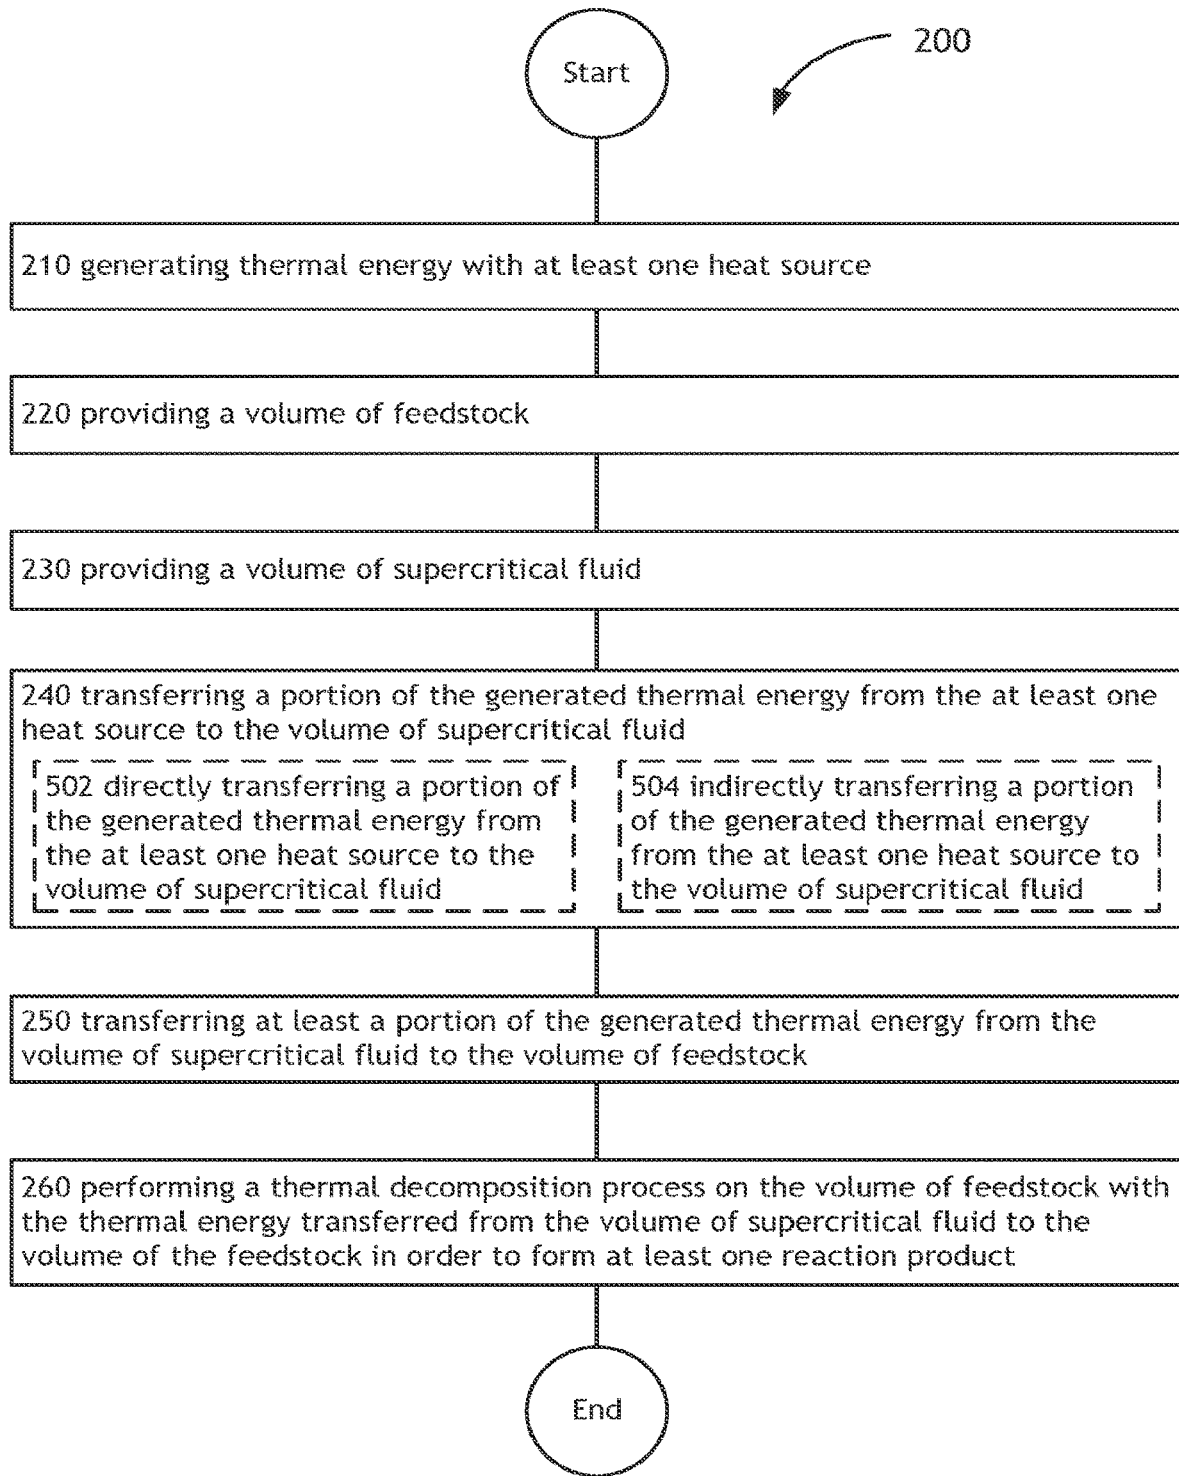 200
Start
210 generating thermal energy with at least one heat source
220 providing a volume of feedstock
230 providing a volume of supercritical fluid
240 transferring a portion of the generated thermal energy from the at least one
heat source to the volume of supercritical fluid
502 directly transferring a portion of
the generated thermal energy from
the at least one heat source to the
volume of supercritical fluid
504 indirectly transferring a portion
of the generated thermal energy
from the at least one heat source to
the volume of supercritical fluid
250 transferring at least a portion of the generated thermal energy from the
volume of supercritical fluid to the volume of feedstock
260 performing a thermal decomposition process on the volume of feedstock with
the thermal energy transferred from the volume of supercritical fluid to the
volume of the feedstock in order to form at least one reaction product
End